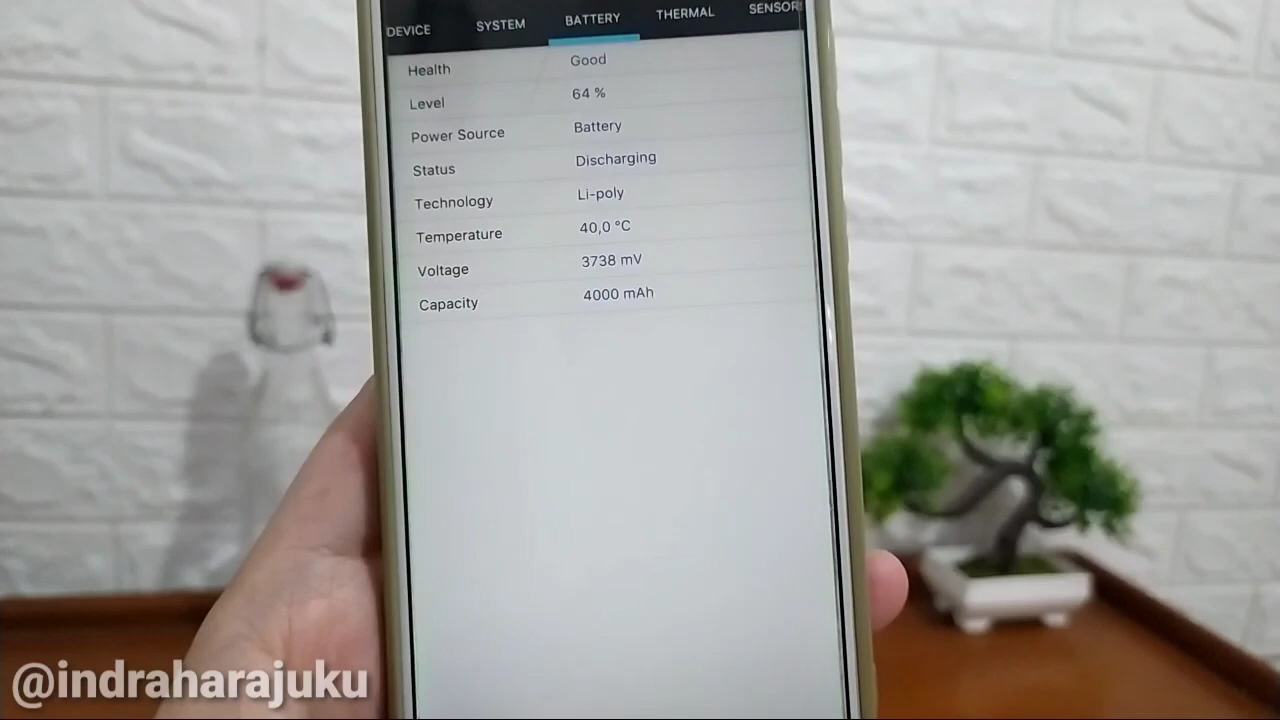 DEVICE SYSTEM BATTERY THERMAL SENSOR
Health Good
Level 64 %
Power Source Battery
Status Discharging
Technology Li-poly
Temperature 40,0 °C
Voltage 3738 mV
Capacity 4000 mAh
@indraharajuku